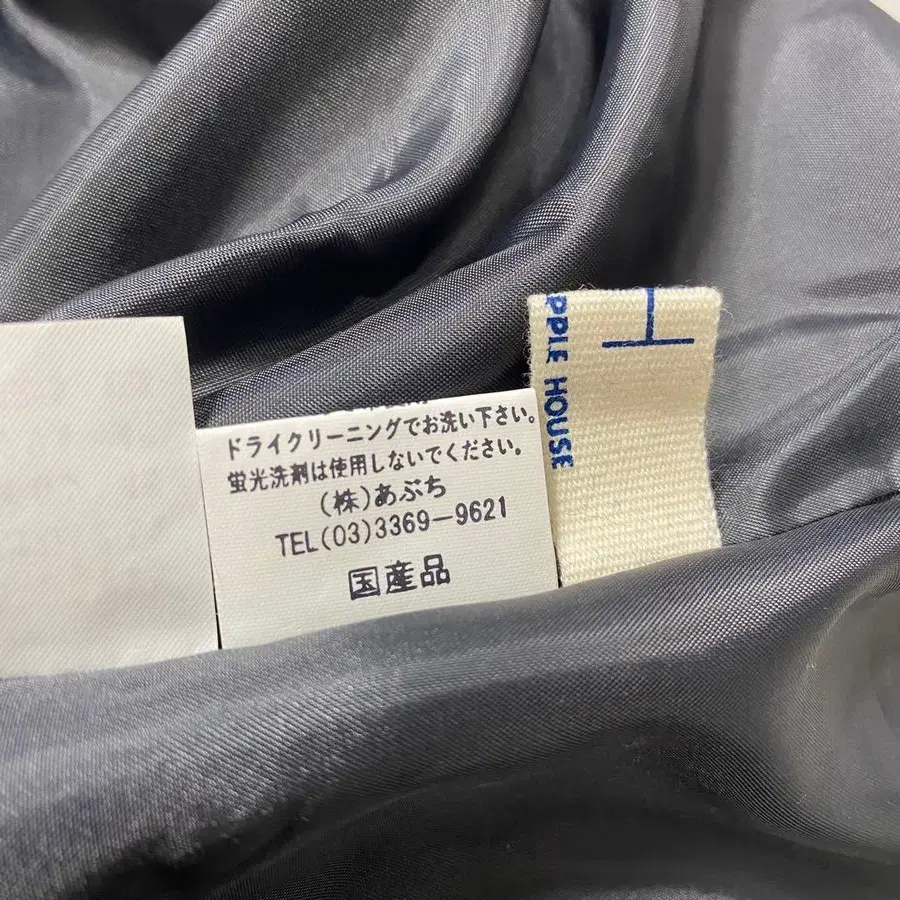 ドライクリーニングでお洗い下さい。
蛍光洗剤は使用しないでください。
(株)あぶち
TEL(03)3369-9621
国産品
PPLE HOUSE
H